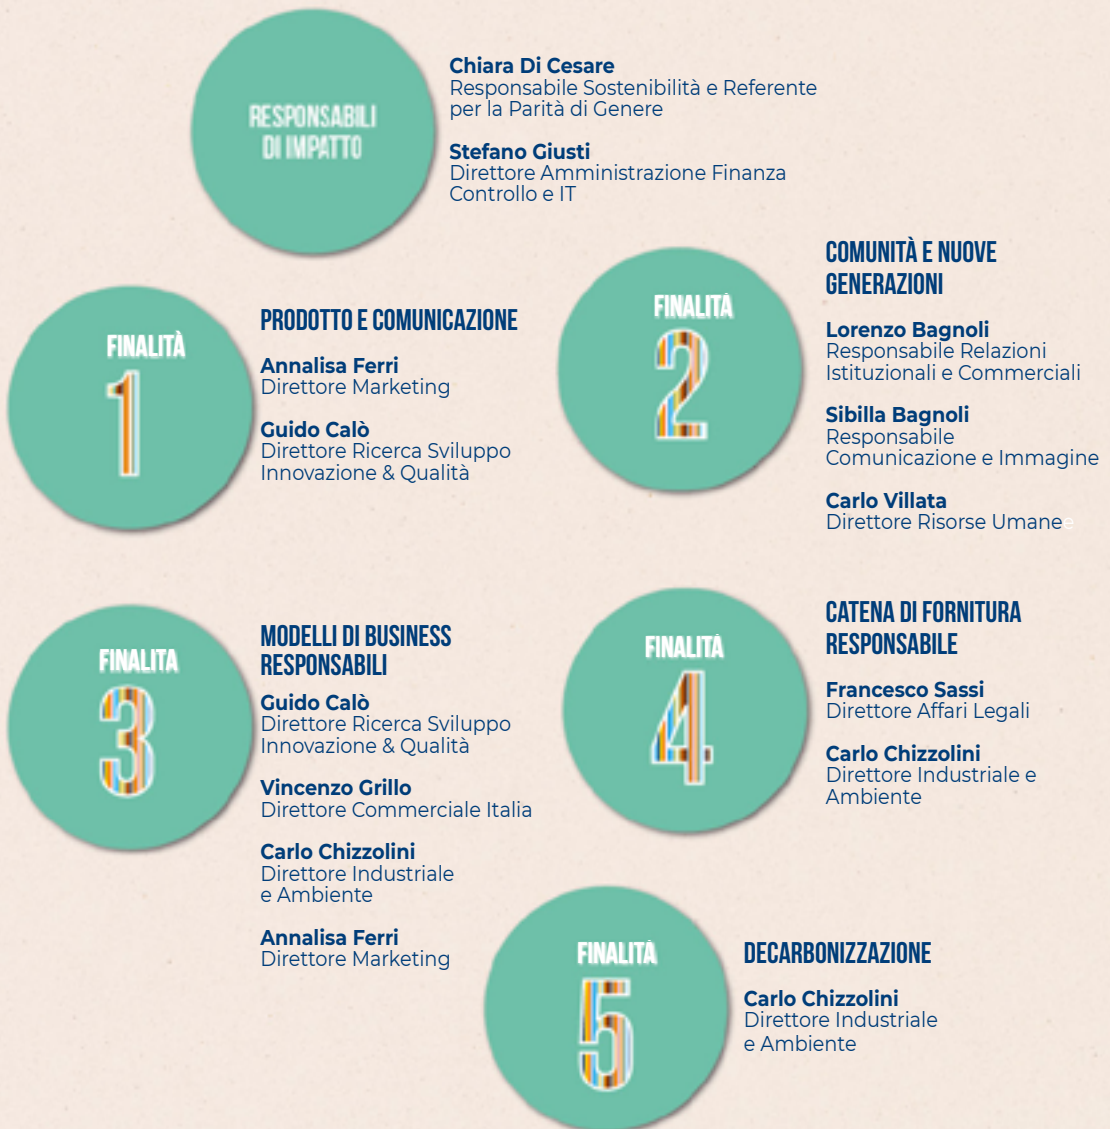 RESPONSABILI
DI IMPATTO
Chiara Di Cesare
Responsabile Sostenibilità e Referente
per la Parità di Genere
Stefano Giusti
Direttore Amministrazione Finanza
Controllo e IT
FINALITÀ
1
PRODOTTO E COMUNICAZIONE
Annalisa Ferri
Direttore Marketing
Guido Calò
Direttore Ricerca Sviluppo
Innovazione & Qualità
FINALITÀ
2
COMUNITÀ E NUOVE
GENERAZIONI
Lorenzo Bagnoli
Responsabile Relazioni
Istituzionali e Commerciali
Sibilla Bagnoli
Responsabile
Comunicazione e Immagine
Carlo Villata
Direttore Risorse Umanee
FINALITÀ
3
MODELLI DI BUSINESS
RESPONSABILI
Guido Calò
Direttore Ricerca Sviluppo
Innovazione & Qualità
Vincenzo Grillo
Direttore Commerciale Italia
Carlo Chizzolini
Direttore Industriale
e Ambiente
Annalisa Ferri
Direttore Marketing
FINALITÀ
4
CATENA DI FORNITURA
RESPONSABILE
Francesco Sassi
Direttore Affari Legali
Carlo Chizzolini
Direttore Industriale e
Ambiente
FINALITÀ
5
DECARBONIZZAZIONE
Carlo Chizzolini
Direttore Industriale
e Ambiente